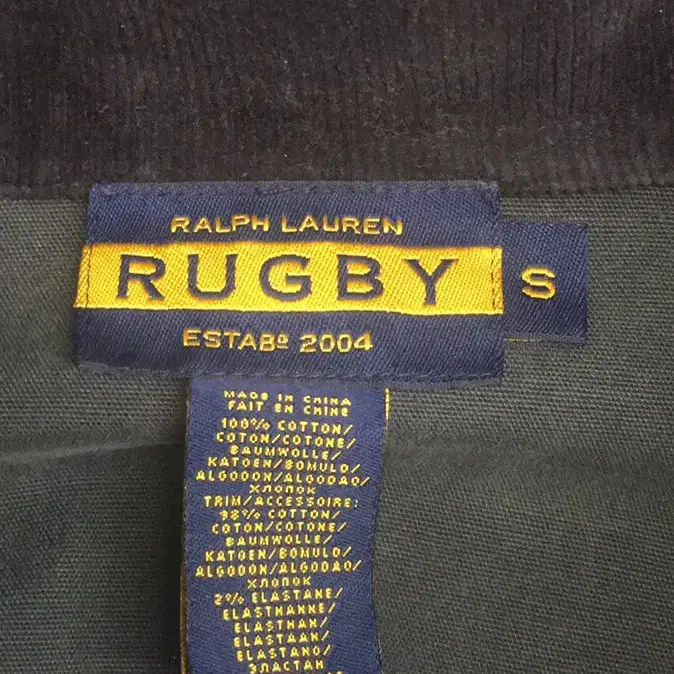 RALPH LAUREN
RUGBY
S
ESTABº 2004
MADE IN CHINA
FAIT EN CHINE
100% COTTON/
COTON/COTONE/
BAUMWOLLE/
KATOEN/BOMULD/
ALGODON/ALGODAO/
ХЛОПОК
TRIM/ACCESSOIRE:
98% COTTON/
COTON/COTONE/
BAUMWOLLE/
KATOEN/BOMULD/
ALGODON/ALGODAO/
ХЛОПОК
2% ELASTANE/
ELASTHANNE/
ELASTHAN/
ELASTAAN/
ELASTANO/
ЭЛАСТАН